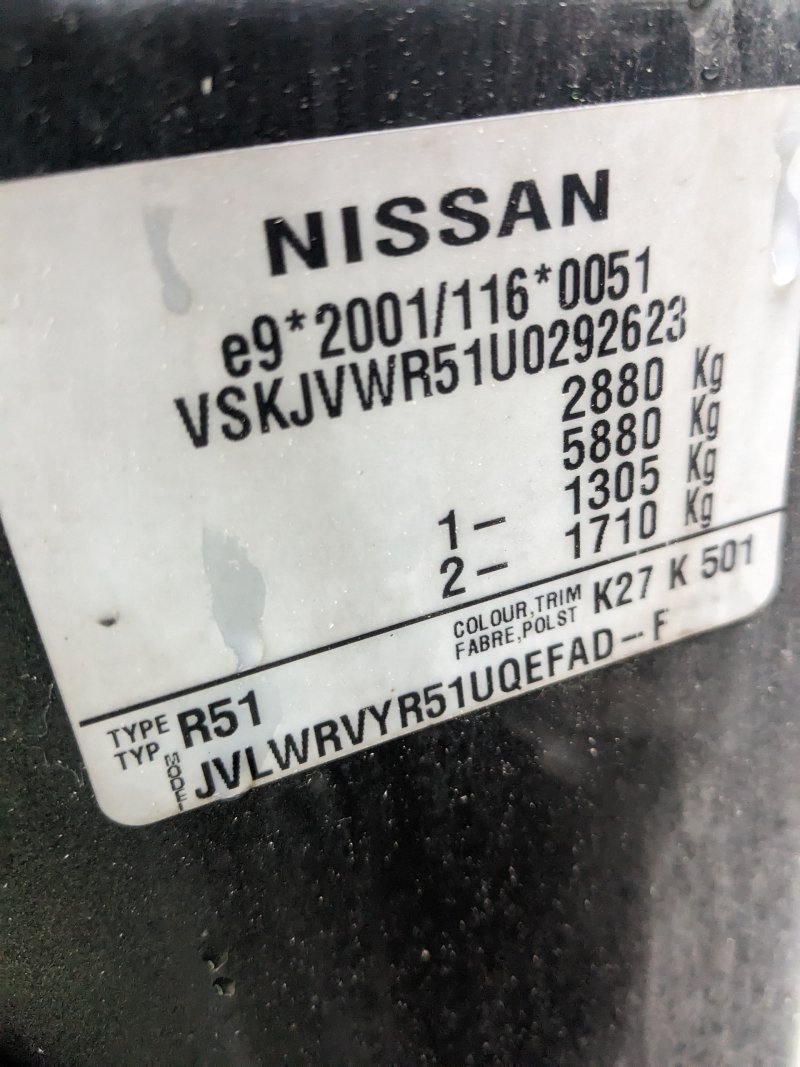 NISSAN
e9*2001/116*0051
VSKJVWR51U0292623
2880 Kg
5880 Kg
1- 1305 Kg
2- 1710 Kg
COLOUR,TRIM K27 K 501
FABRE,POLST
TYPE R51
TYP
MODEL JVLWRVYR51UQEFAD-F